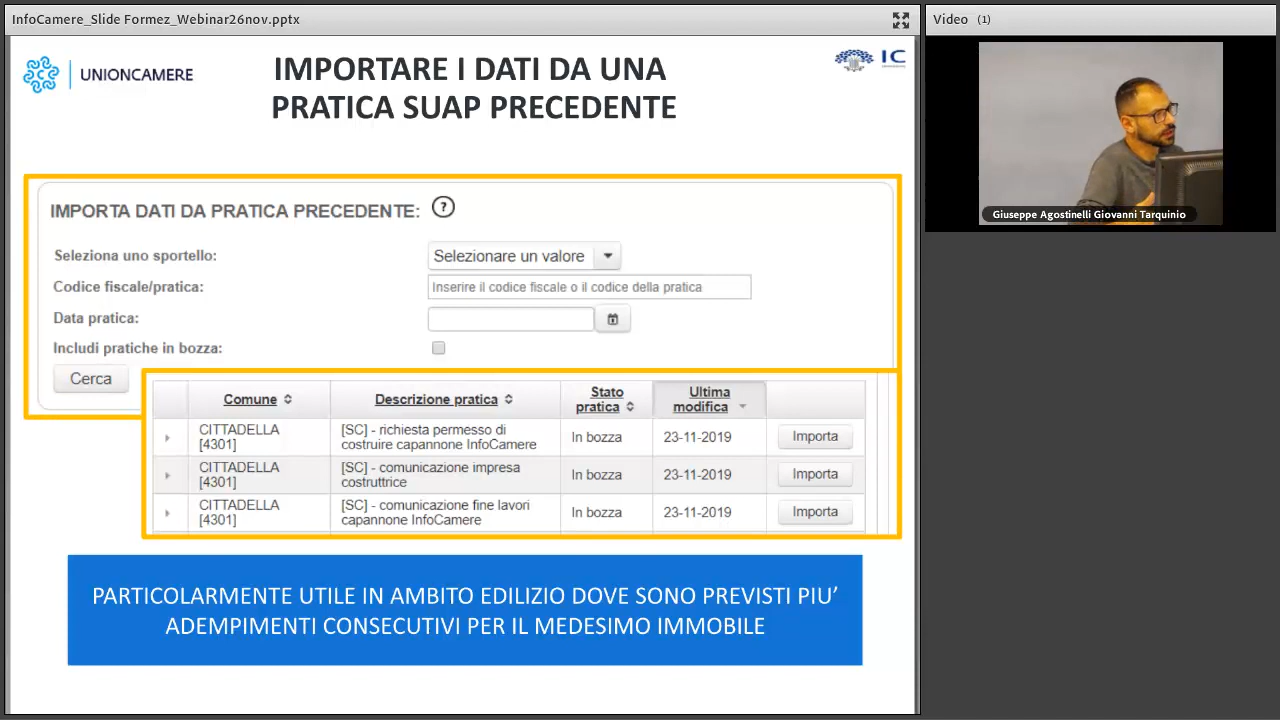 InfoCamere_Slide Formez_Webinar26nov.pptx
Video (1)
UNIONCAMERE
IMPORTARE I DATI DA UNA
PRATICA SUAP PRECEDENTE
IC
Giuseppe Agostinelli Giovanni Tarquinio
IMPORTA DATI DA PRATICA PRECEDENTE: ?
Seleziona uno sportello: Selezionare un valore
Codice fiscale/pratica: Inserire il codice fiscale o il codice della pratica
Data pratica:
Includi pratiche in bozza:
Cerca
Comune Descrizione pratica Stato pratica Ultima modifica
CITTADELLA [4301] [SC] - richiesta permesso di costruire capannone InfoCamere In bozza 23-11-2019 Importa
CITTADELLA [4301] [SC] - comunicazione impresa costruttrice In bozza 23-11-2019 Importa
CITTADELLA [4301] [SC] - comunicazione fine lavori capannone InfoCamere In bozza 23-11-2019 Importa
PARTICOLARMENTE UTILE IN AMBITO EDILIZIO DOVE SONO PREVISTI PIU’
ADEMPIMENTI CONSECUTIVI PER IL MEDESIMO IMMOBILE